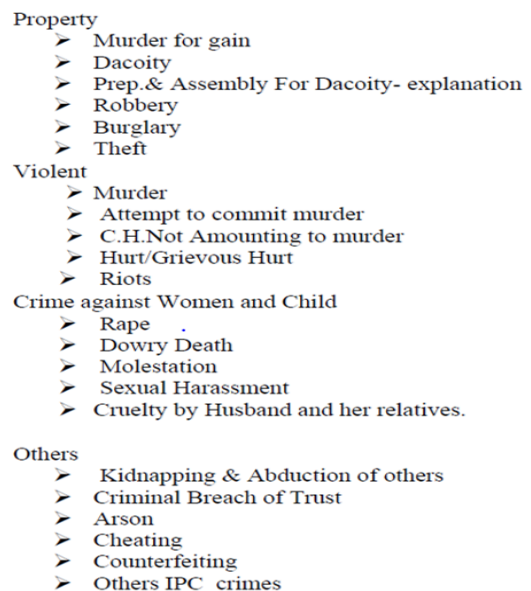 Property
➢ Murder for gain
➢ Dacoity
➢ Prep.& Assembly For Dacoity- explanation
➢ Robbery
➢ Burglary
➢ Theft
Violent
➢ Murder
➢ Attempt to commit murder
➢ C.H.Not Amounting to murder
➢ Hurt/Grievous Hurt
➢ Riots
Crime against Women and Child
➢ Rape
➢ Dowry Death
➢ Molestation
➢ Sexual Harassment
➢ Cruelty by Husband and her relatives.
Others
➢ Kidnapping & Abduction of others
➢ Criminal Breach of Trust
➢ Arson
➢ Cheating
➢ Counterfeiting
➢ Others IPC crimes